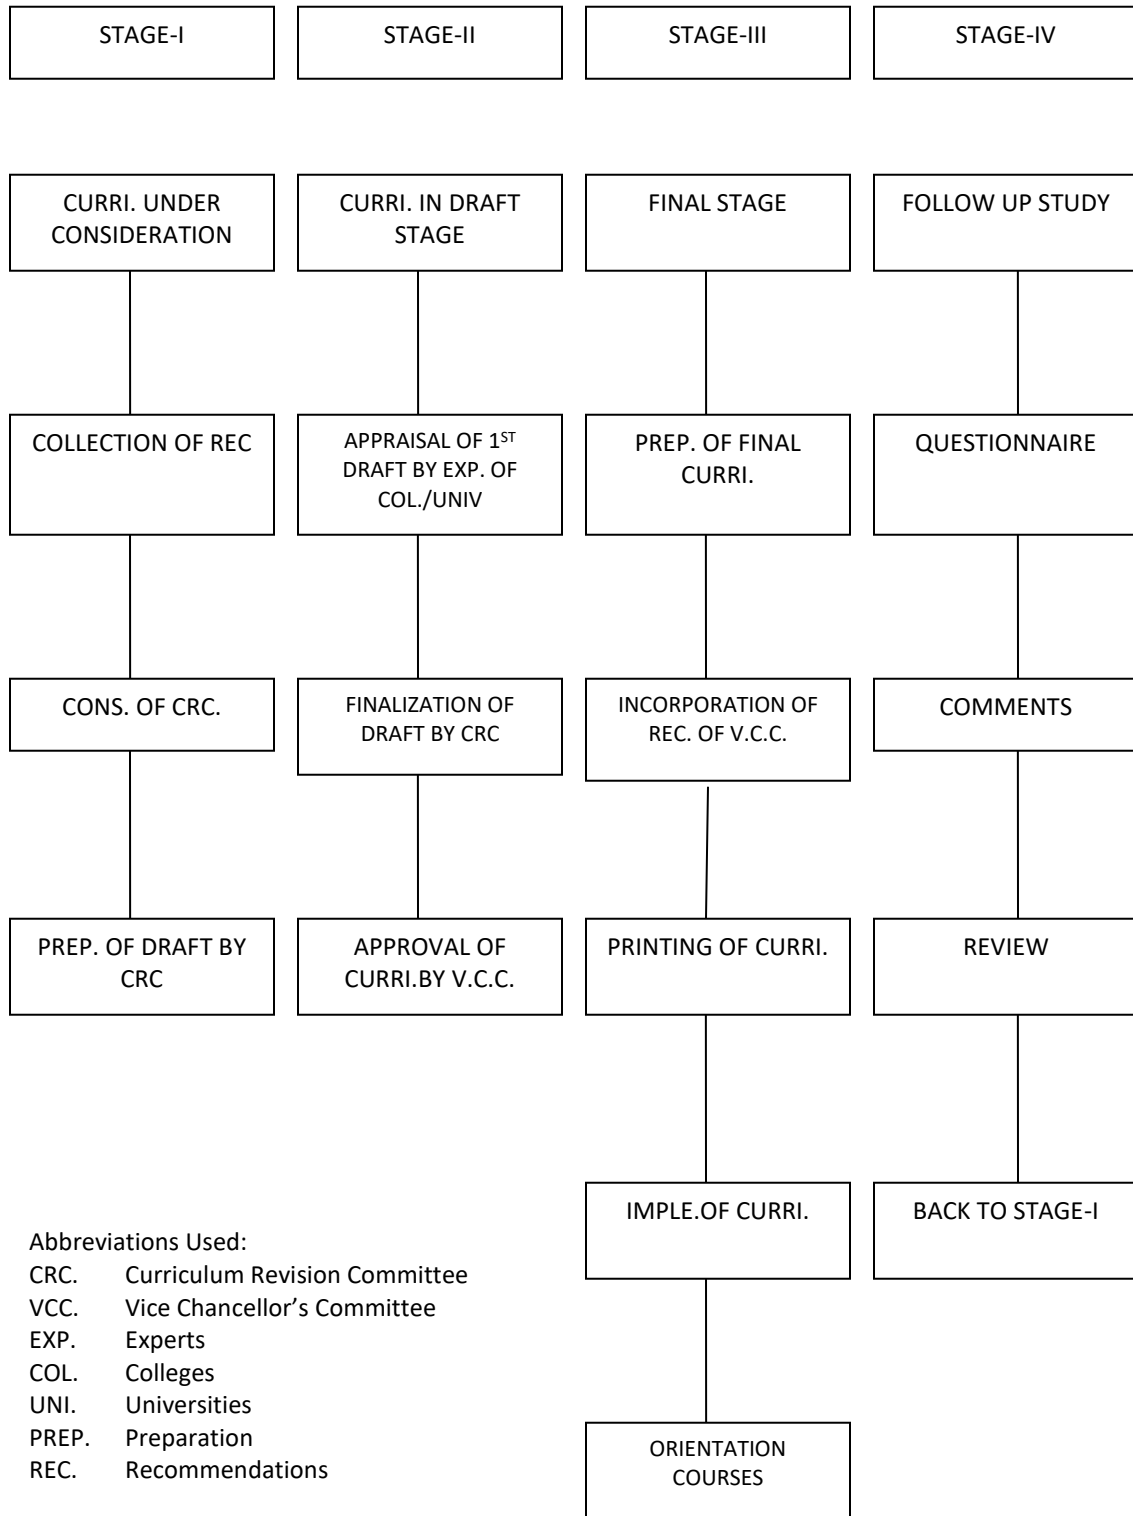 STAGE-I
STAGE-II
STAGE-III
STAGE-IV
CURRI. UNDER
CONSIDERATION
CURRI. IN DRAFT
STAGE
FINAL STAGE
FOLLOW UP STUDY
COLLECTION OF REC
APPRAISAL OF 1ST
DRAFT BY EXP. OF
COL./UNIV
PREP. OF FINAL
CURRI.
QUESTIONNAIRE
CONS. OF CRC.
FINALIZATION OF
DRAFT BY CRC
INCORPORATION OF
REC. OF V.C.C.
COMMENTS
PREP. OF DRAFT BY
CRC
APPROVAL OF
CURRI.BY V.C.C.
PRINTING OF CURRI.
REVIEW
IMPLE.OF CURRI.
BACK TO STAGE-I
Abbreviations Used:
CRC. Curriculum Revision Committee
VCC. Vice Chancellor’s Committee
EXP. Experts
COL. Colleges
UNI. Universities
PREP. Preparation
REC. Recommendations
ORIENTATION
COURSES